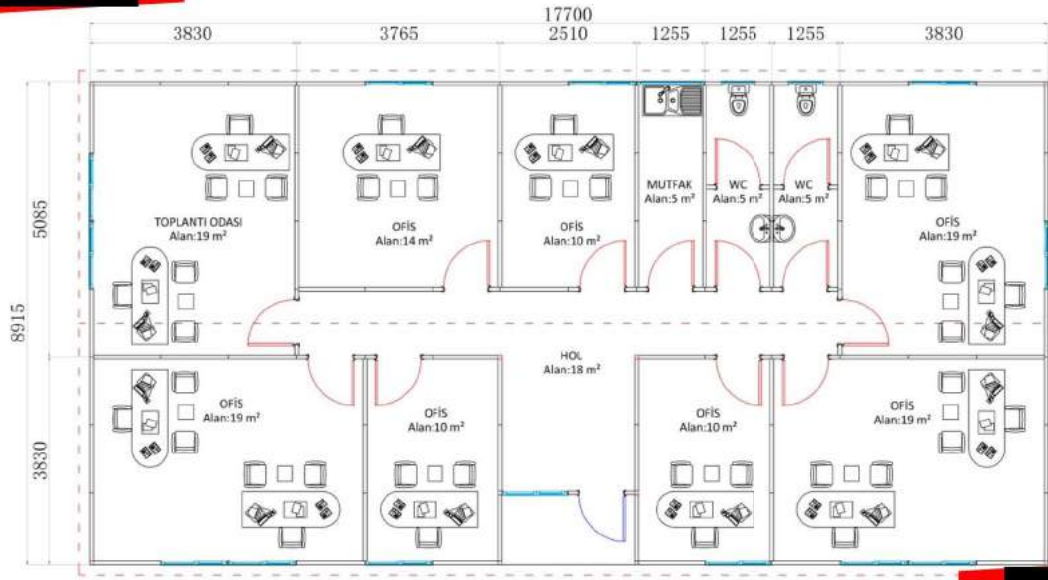 17700
3830
3765
2510
1255
1255
1255
3830
5085
8915
3830
TOPLANTI ODASI
Alan:19 m²
OFİS
Alan:14 m²
OFİS
Alan:10 m²
MUTFAK
Alan:5 m²
WC
Alan:5 m²
WC
Alan:5 m²
OFİS
Alan:19 m²
HOL
Alan:18 m²
OFİS
Alan:19 m²
OFİS
Alan:10 m²
OFİS
Alan:10 m²
OFİS
Alan:19 m²